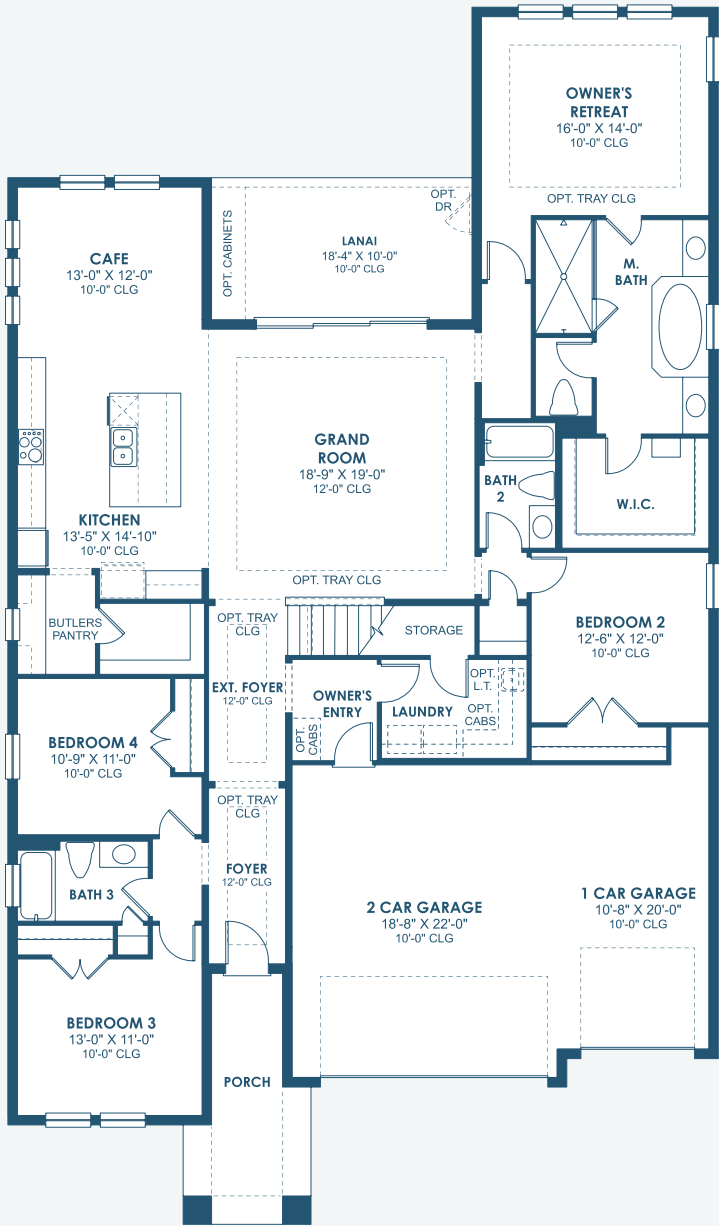 OWNER'S
RETREAT
16'-0" X 14'-0"
10'-0" CLG
OPT. TRAY CLG
OPT.
DR
OPT. CABINETS
LANAI
18'-4" X 10'-0"
10'-0" CLG
CAFE
13'-0" X 12'-0"
10'-0" CLG
M.
BATH
GRAND
ROOM
18'-9" X 19'-0"
12'-0" CLG
OPT. TRAY CLG
BATH
2
W.I.C.
KITCHEN
13'-5" X 14'-10"
10'-0" CLG
BUTLERS
PANTRY
OPT. TRAY
CLG
STORAGE
BEDROOM 2
12'-6" X 12'-0"
10'-0" CLG
EXT. FOYER
12'-0" CLG
OWNER'S
ENTRY
OPT.
CABS
LAUNDRY
OPT.
L.T.
OPT.
CABS
BEDROOM 4
10'-9" X 11'-0"
10'-0" CLG
OPT. TRAY
CLG
FOYER
12'-0" CLG
BATH 3
2 CAR GARAGE
18'-8" X 22'-0"
10'-0" CLG
1 CAR GARAGE
10'-8" X 20'-0"
10'-0" CLG
BEDROOM 3
13'-0" X 11'-0"
10'-0" CLG
PORCH